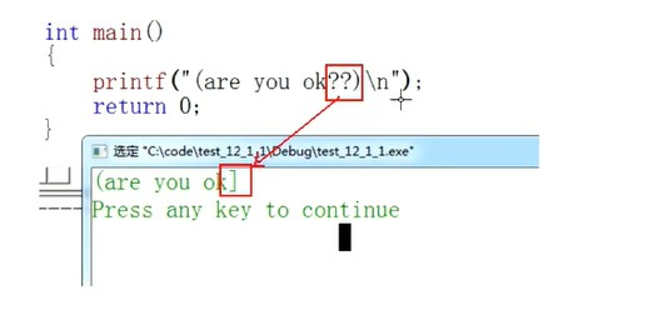 int main()
{
printf("(are you ok??)\n");
return 0;
}
选定 "C:\code\test_12_1_1\Debug\test_12_1_1.exe"
(are you ok]
Press any key to continue